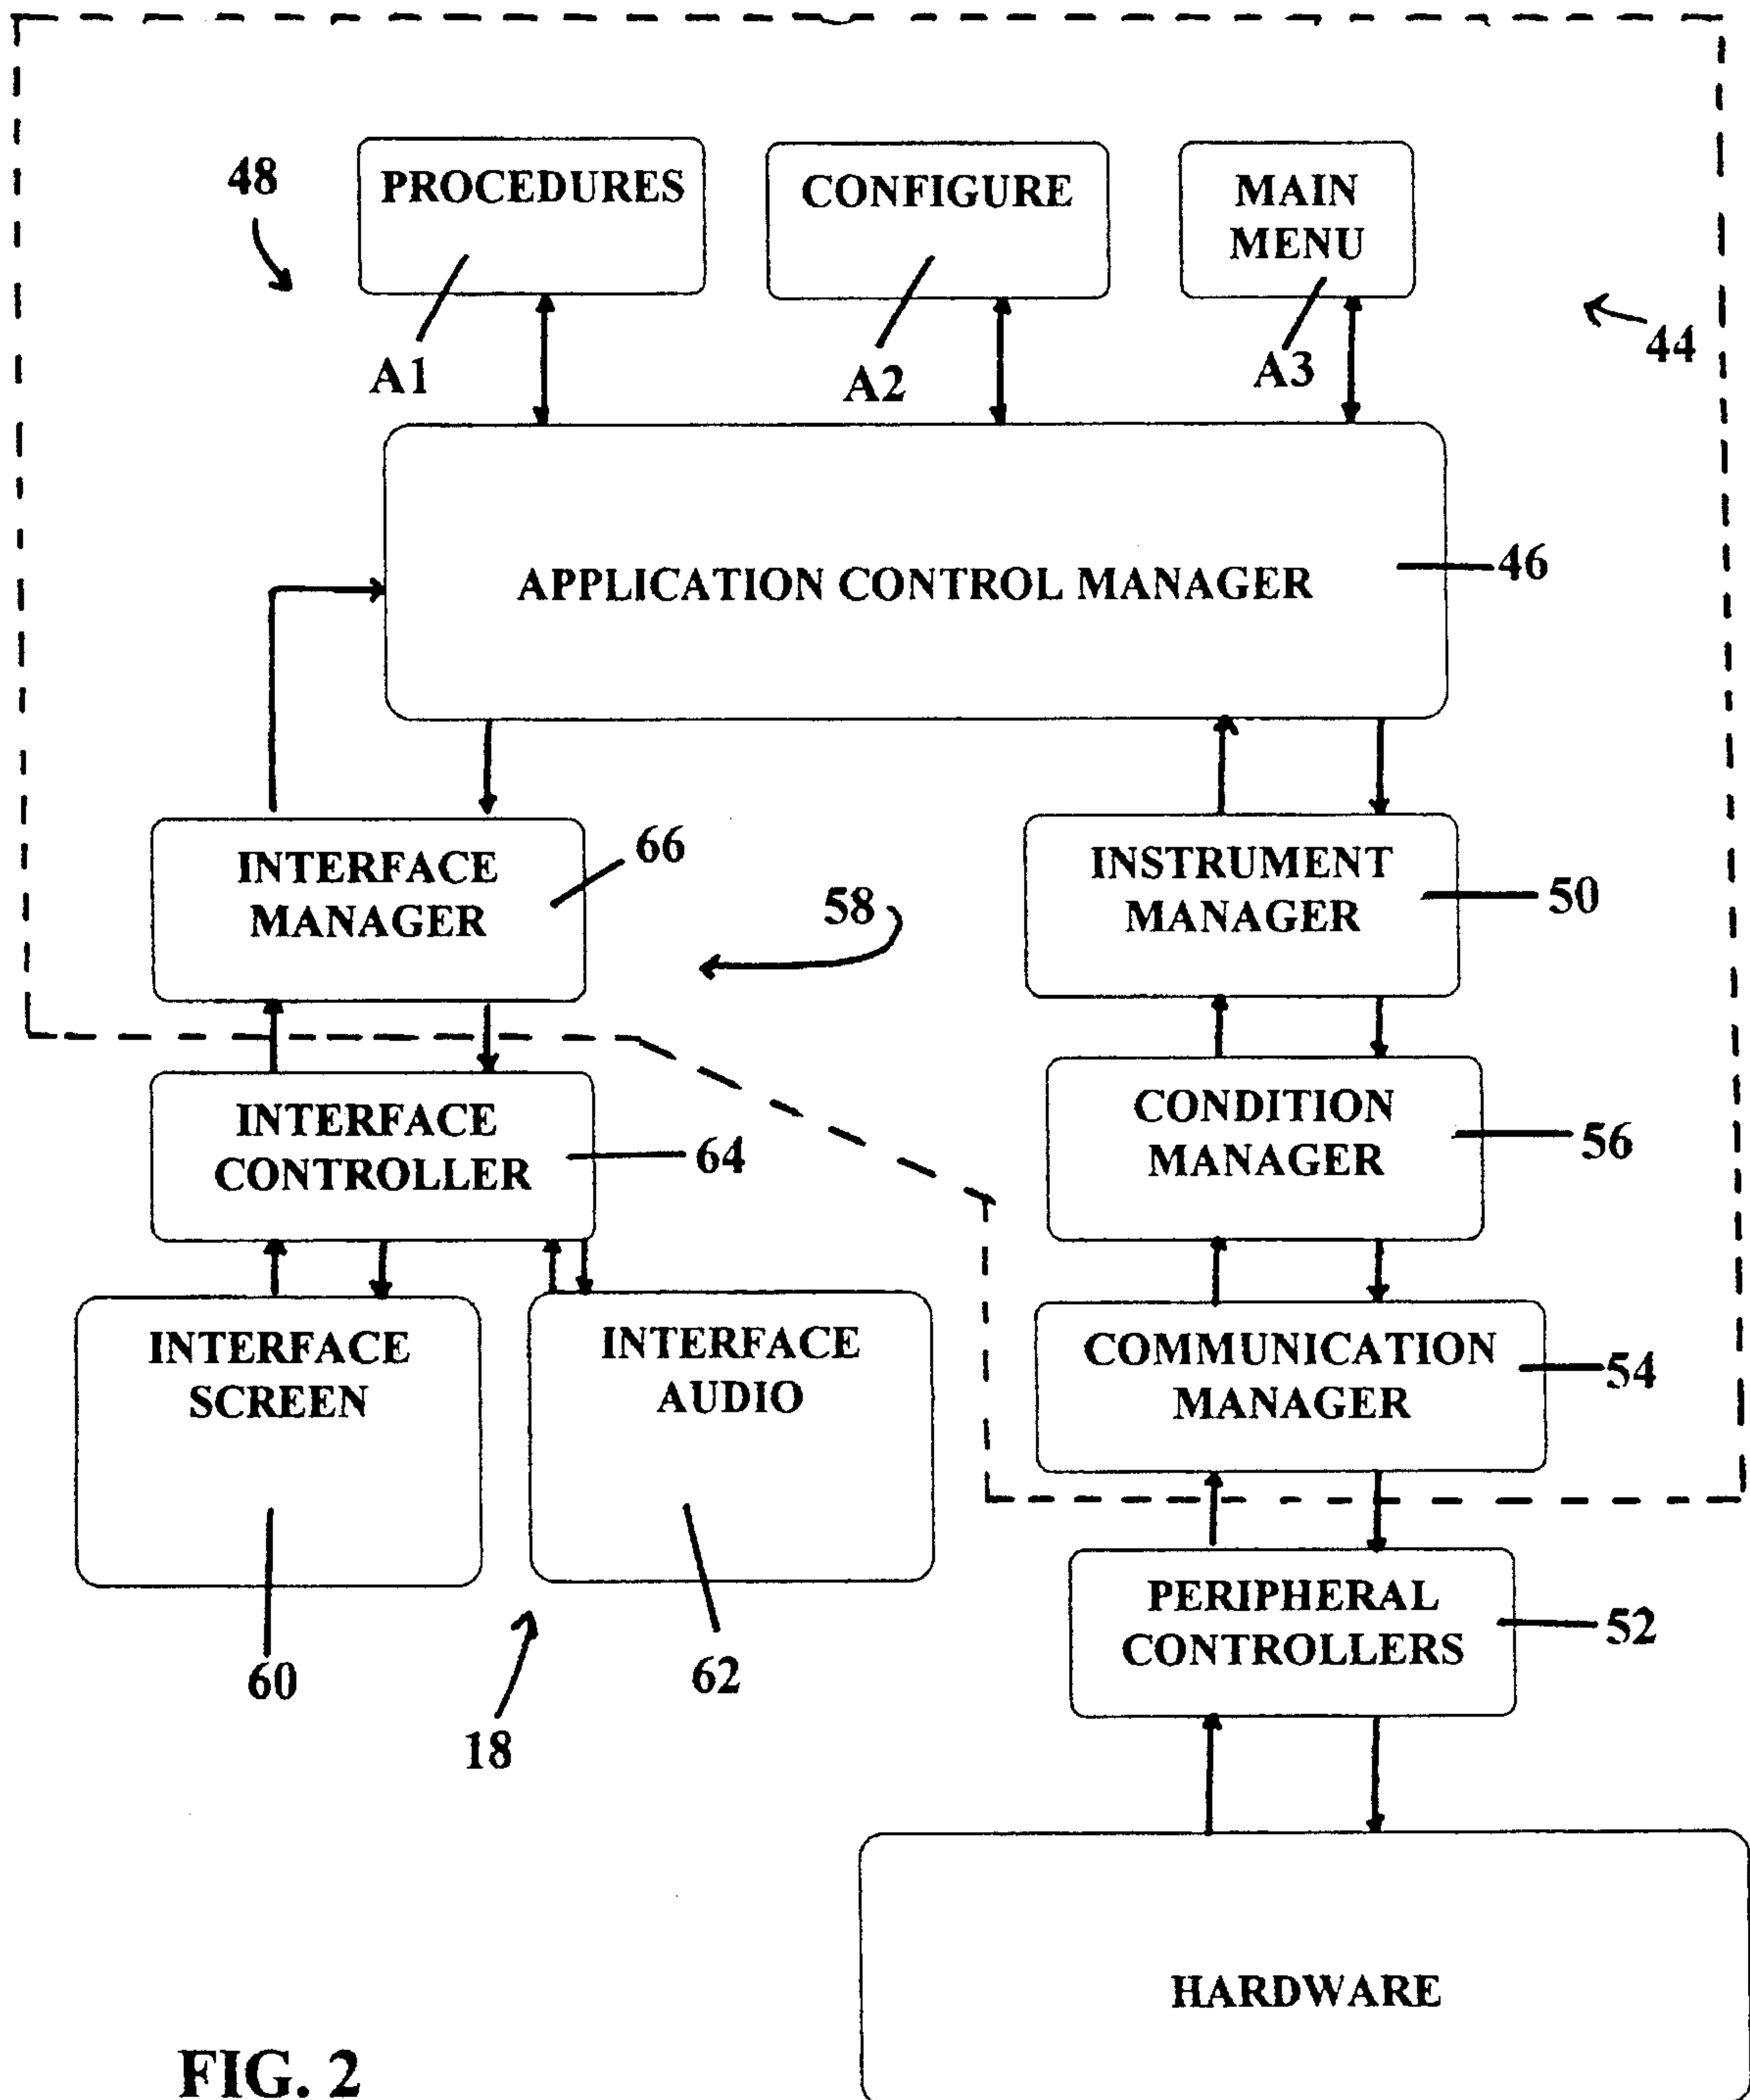 48
PROCEDURES
CONFIGURE
MAIN
MENU
44
A1
A2
A3
APPLICATION CONTROL MANAGER
46
INTERFACE
MANAGER
66
58
INSTRUMENT
MANAGER
50
INTERFACE
CONTROLLER
64
CONDITION
MANAGER
56
INTERFACE
SCREEN
INTERFACE
AUDIO
COMMUNICATION
MANAGER
54
60
62
18
PERIPHERAL
CONTROLLERS
52
HARDWARE
FIG. 2